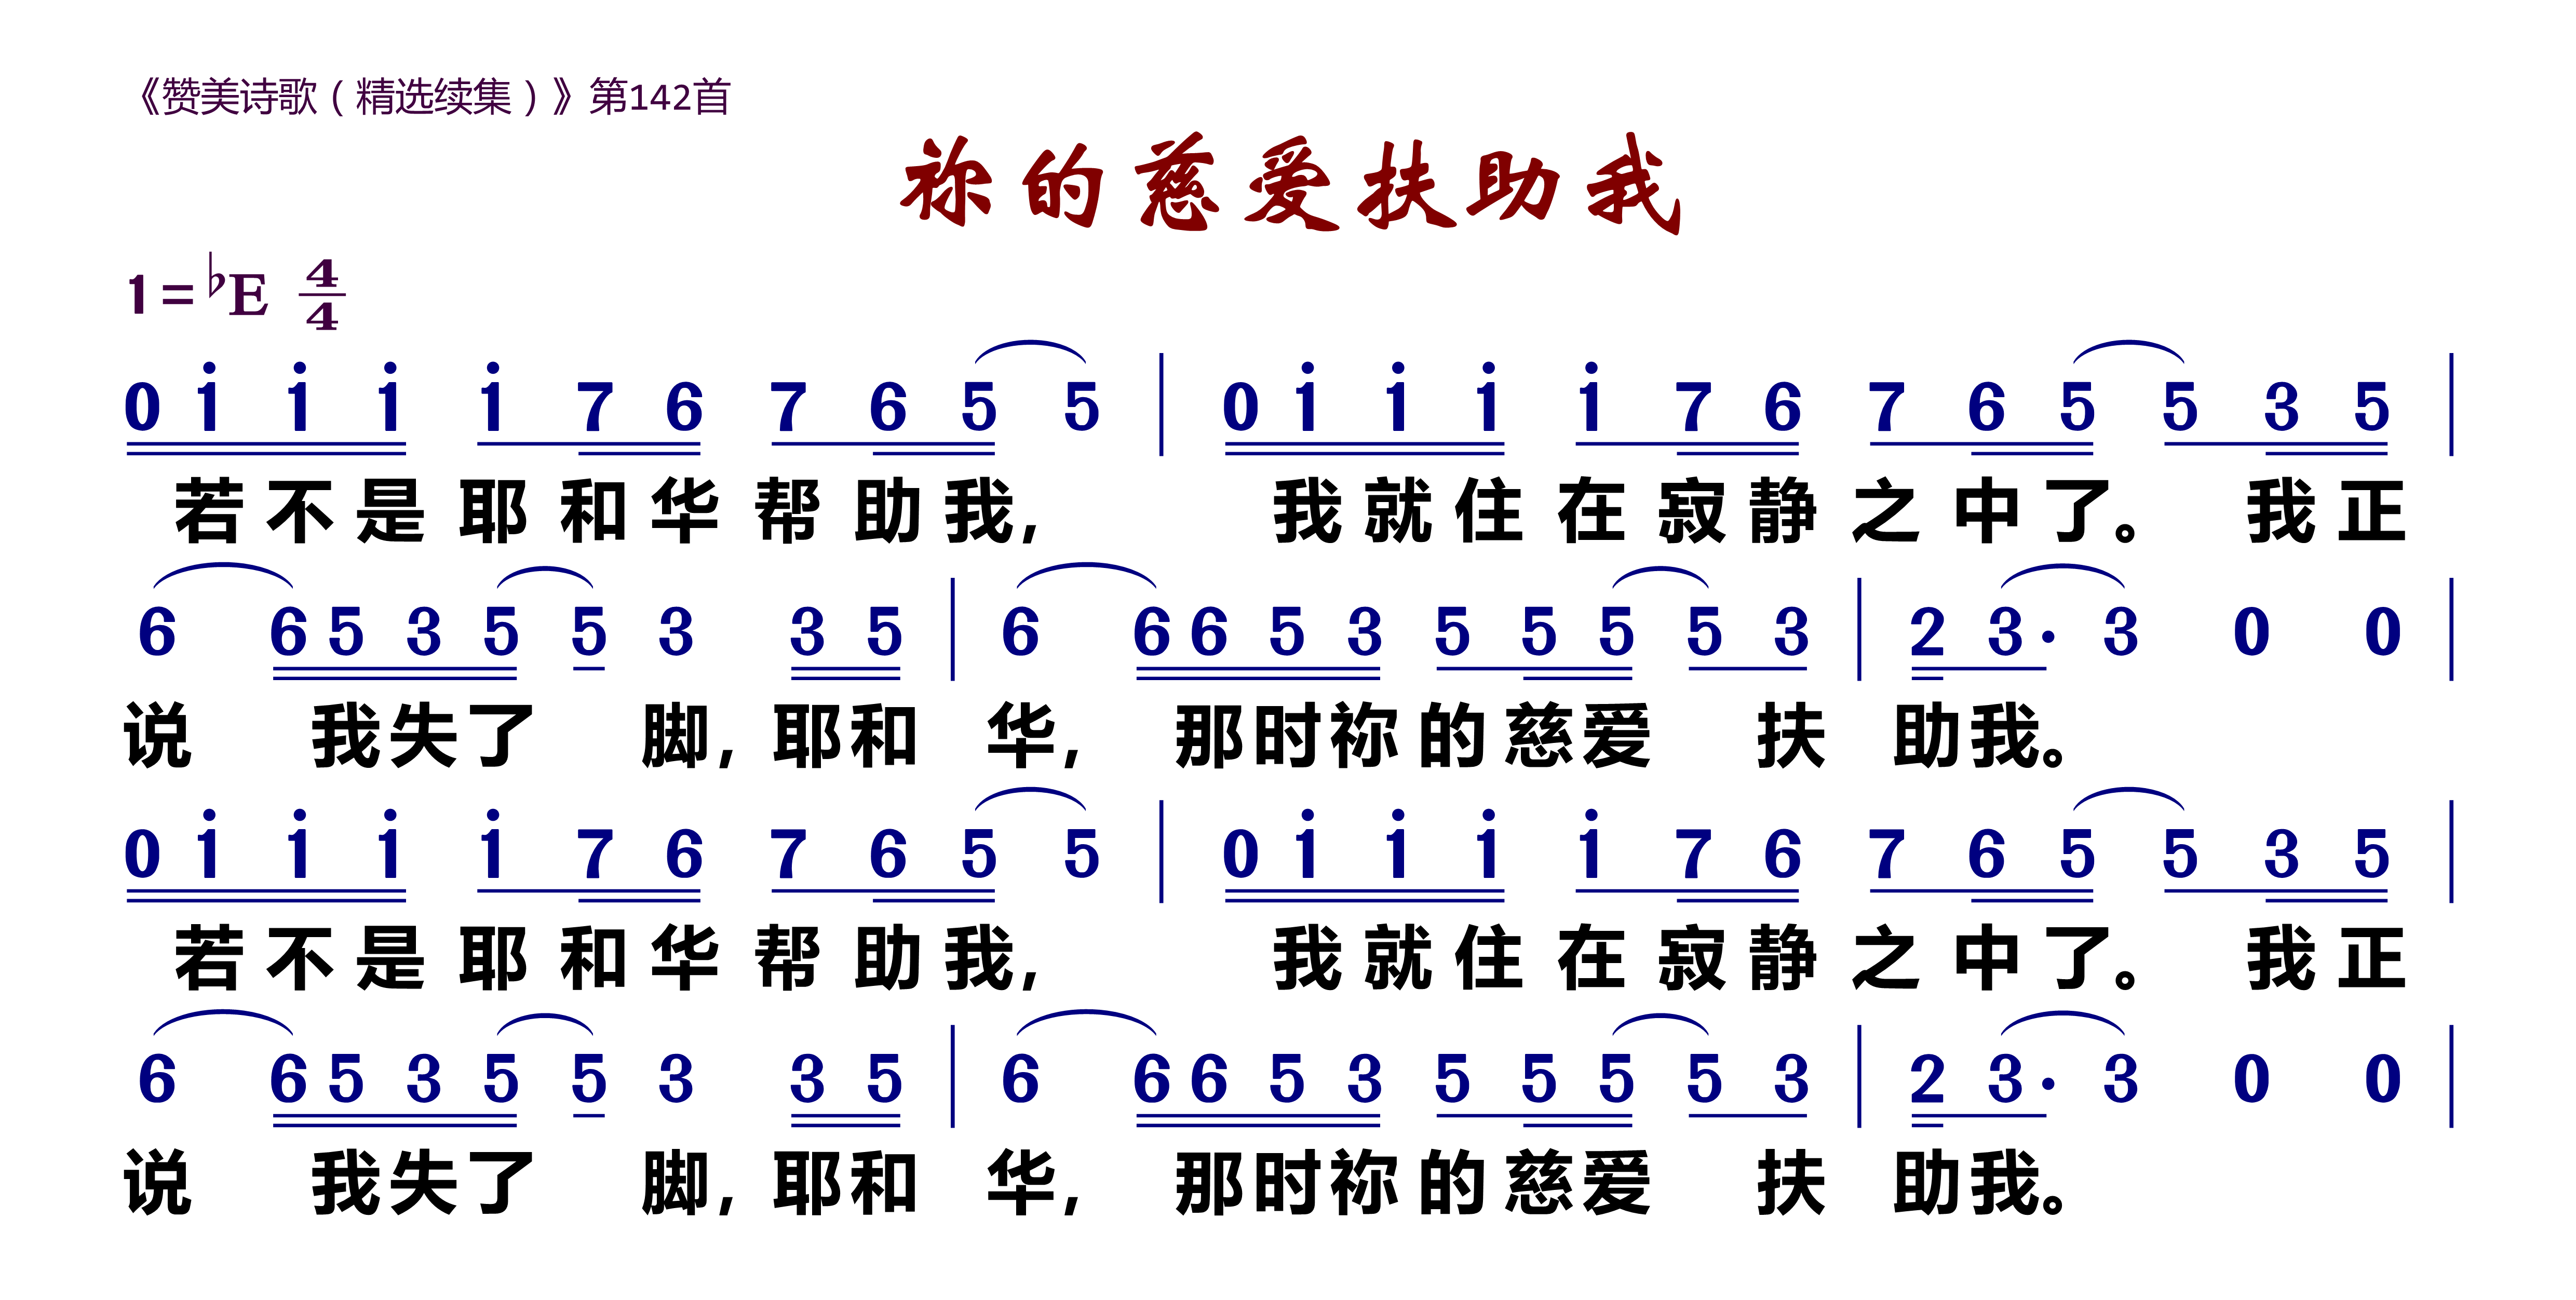 《赞美诗歌（精选续集）》第142首
祢的慈爱扶助我
1=♭E 4/4
0 i i i i 7 6 7 6 5 5 | 0 i i i i 7 6 7 6 5 5 3 5 |
若不是耶和华帮助我, 我就住在寂静之中了。 我正
6 6 5 3 5 5 3 3 5 | 6 6 6 5 3 5 5 5 5 3 | 2 3· 3 0 0 |
说 我失了 脚, 耶和 华, 那时祢的慈爱 扶 助我。
0 i i i i 7 6 7 6 5 5 | 0 i i i i 7 6 7 6 5 5 3 5 |
若不是耶和华帮助我, 我就住在寂静之中了。 我正
6 6 5 3 5 5 3 3 5 | 6 6 6 5 3 5 5 5 5 3 | 2 3· 3 0 0 |
说 我失了 脚, 耶和 华, 那时祢的慈爱 扶 助我。